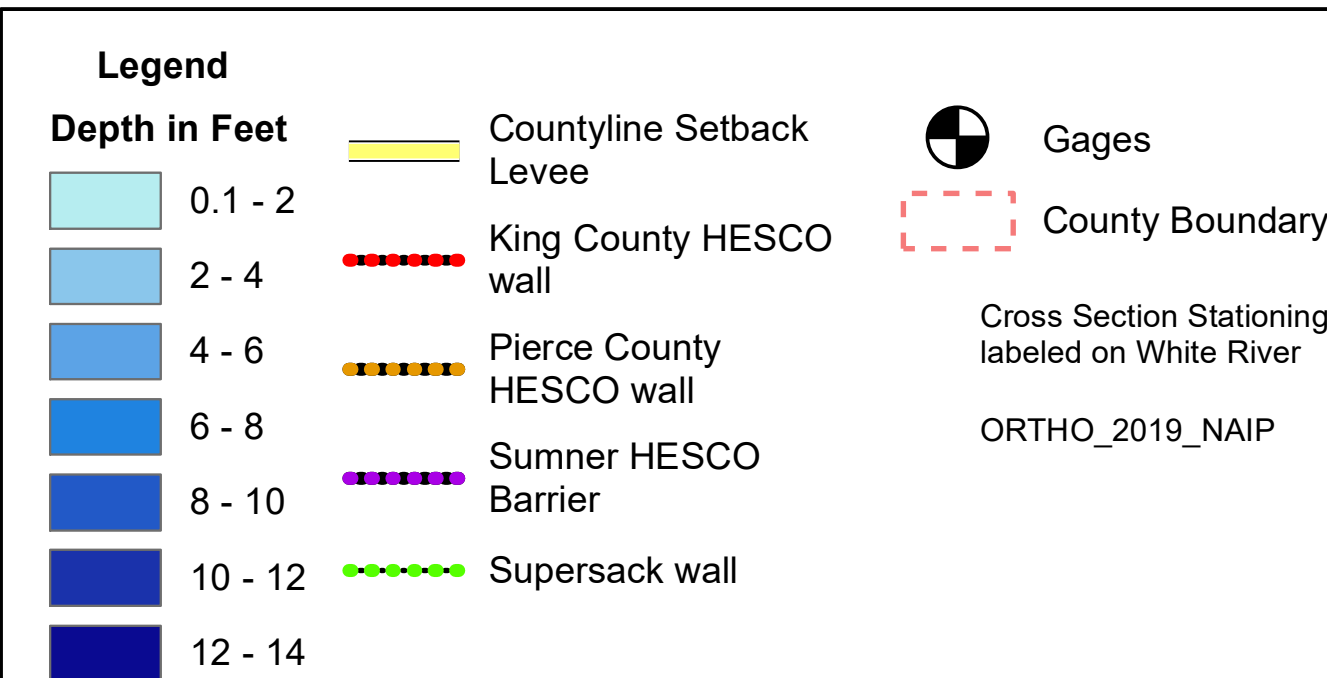 Legend
Depth in Feet
0.1 - 2
2 - 4
4 - 6
6 - 8
8 - 10
10 - 12
12 - 14
Countyline Setback
Levee
King County HESCO
wall
Pierce County
HESCO wall
Sumner HESCO
Barrier
Supersack wall
Gages
County Boundary
Cross Section Stationing
labeled on White River
ORTHO_2019_NAIP